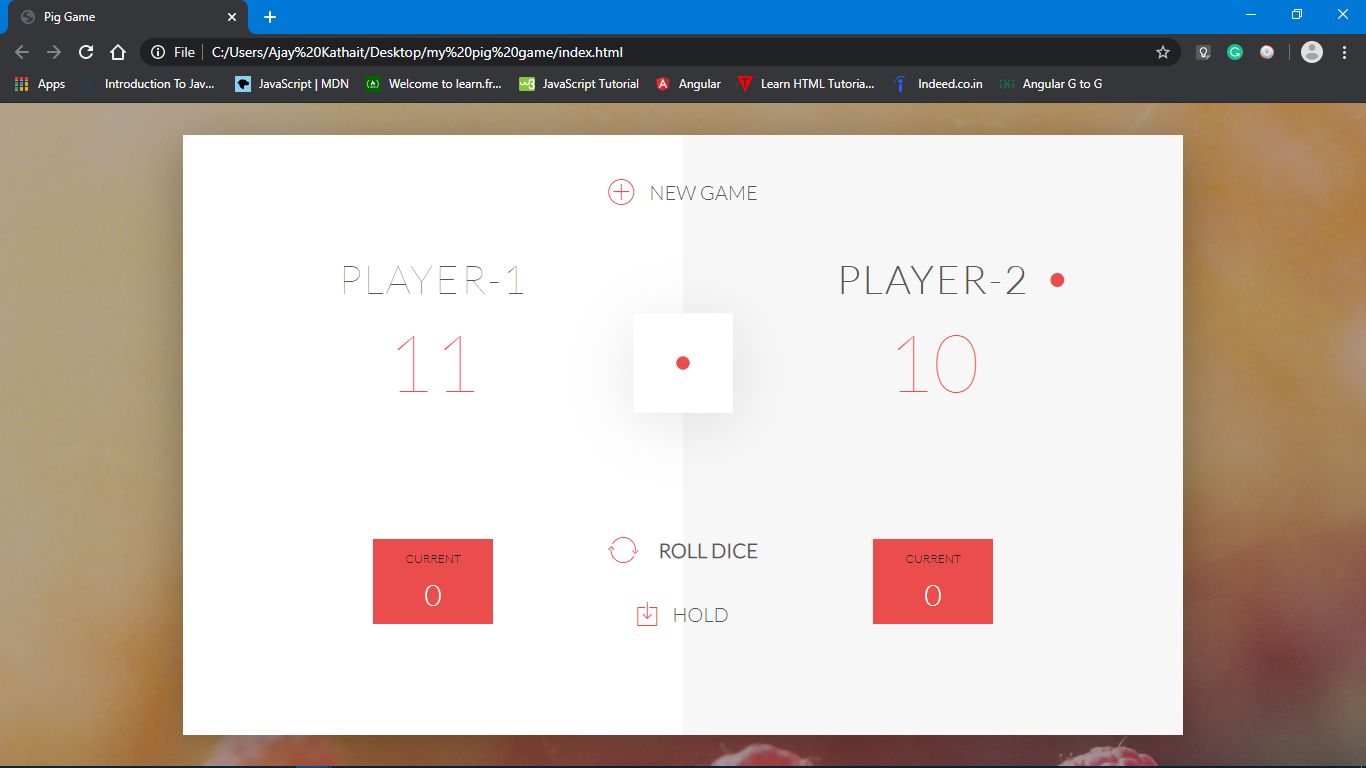 Pig Game
File C:/Users/Ajay%20Kathait/Desktop/my%20pig%20game/index.html
Apps Introduction To Jav... JavaScript | MDN Welcome to learn.fr... JavaScript Tutorial Angular Learn HTML Tutoria... Indeed.co.in Angular G to G
NEW GAME
PLAYER-1 PLAYER-2
11 10
ROLL DICE
CURRENT CURRENT
0 0
HOLD